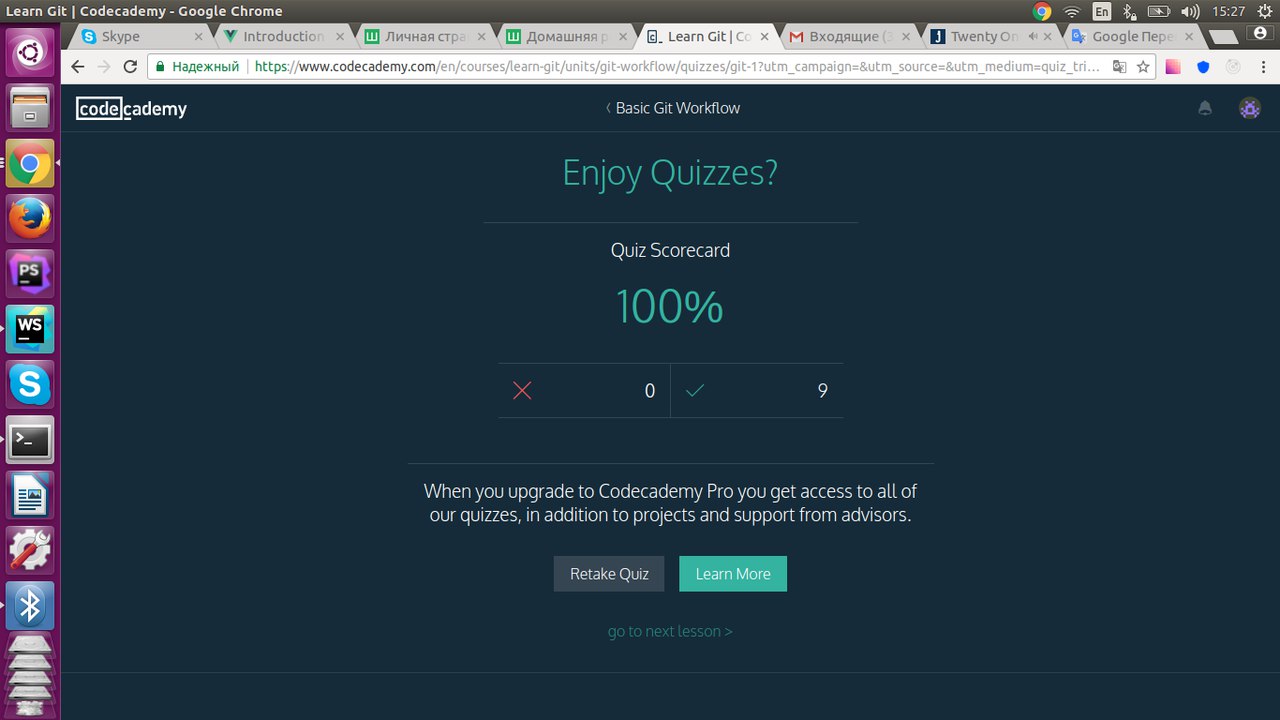 Learn Git | Codecademy - Google Chrome
En
15:27
Skype
Introduction
Личная стра
Домашняя р
Learn Git | Co
Входящие (3
Twenty On
Google Пере
Надежный
https://www.codecademy.com/en/courses/learn-git/units/git-workflow/quizzes/git-1?utm_campaign=&utm_source=&utm_medium=quiz_tri...
codecademy
Basic Git Workflow
Enjoy Quizzes?
Quiz Scorecard
100%
0
9
When you upgrade to Codecademy Pro you get access to all of
our quizzes, in addition to projects and support from advisors.
Retake Quiz
Learn More
go to next lesson >
PS
WS